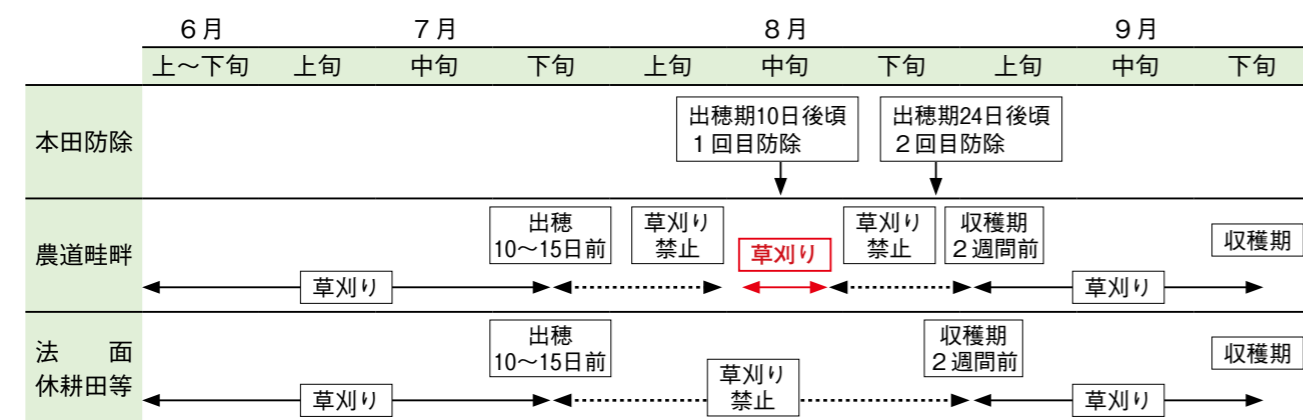 6月 7月 8月 9月
上～下旬 上旬 中旬 下旬 上旬 中旬 下旬 上旬 中旬 下旬
本田防除
出穂期10日後頃
1回目防除
出穂期24日後頃
2回目防除
農道畦畔
草刈り
出穂
10～15日前
草刈り
禁止
草刈り
草刈り
禁止
収穫期
2週間前
草刈り
収穫期
法　面
休耕田等
草刈り
出穂
10～15日前
草刈り
禁止
収穫期
2週間前
草刈り
収穫期